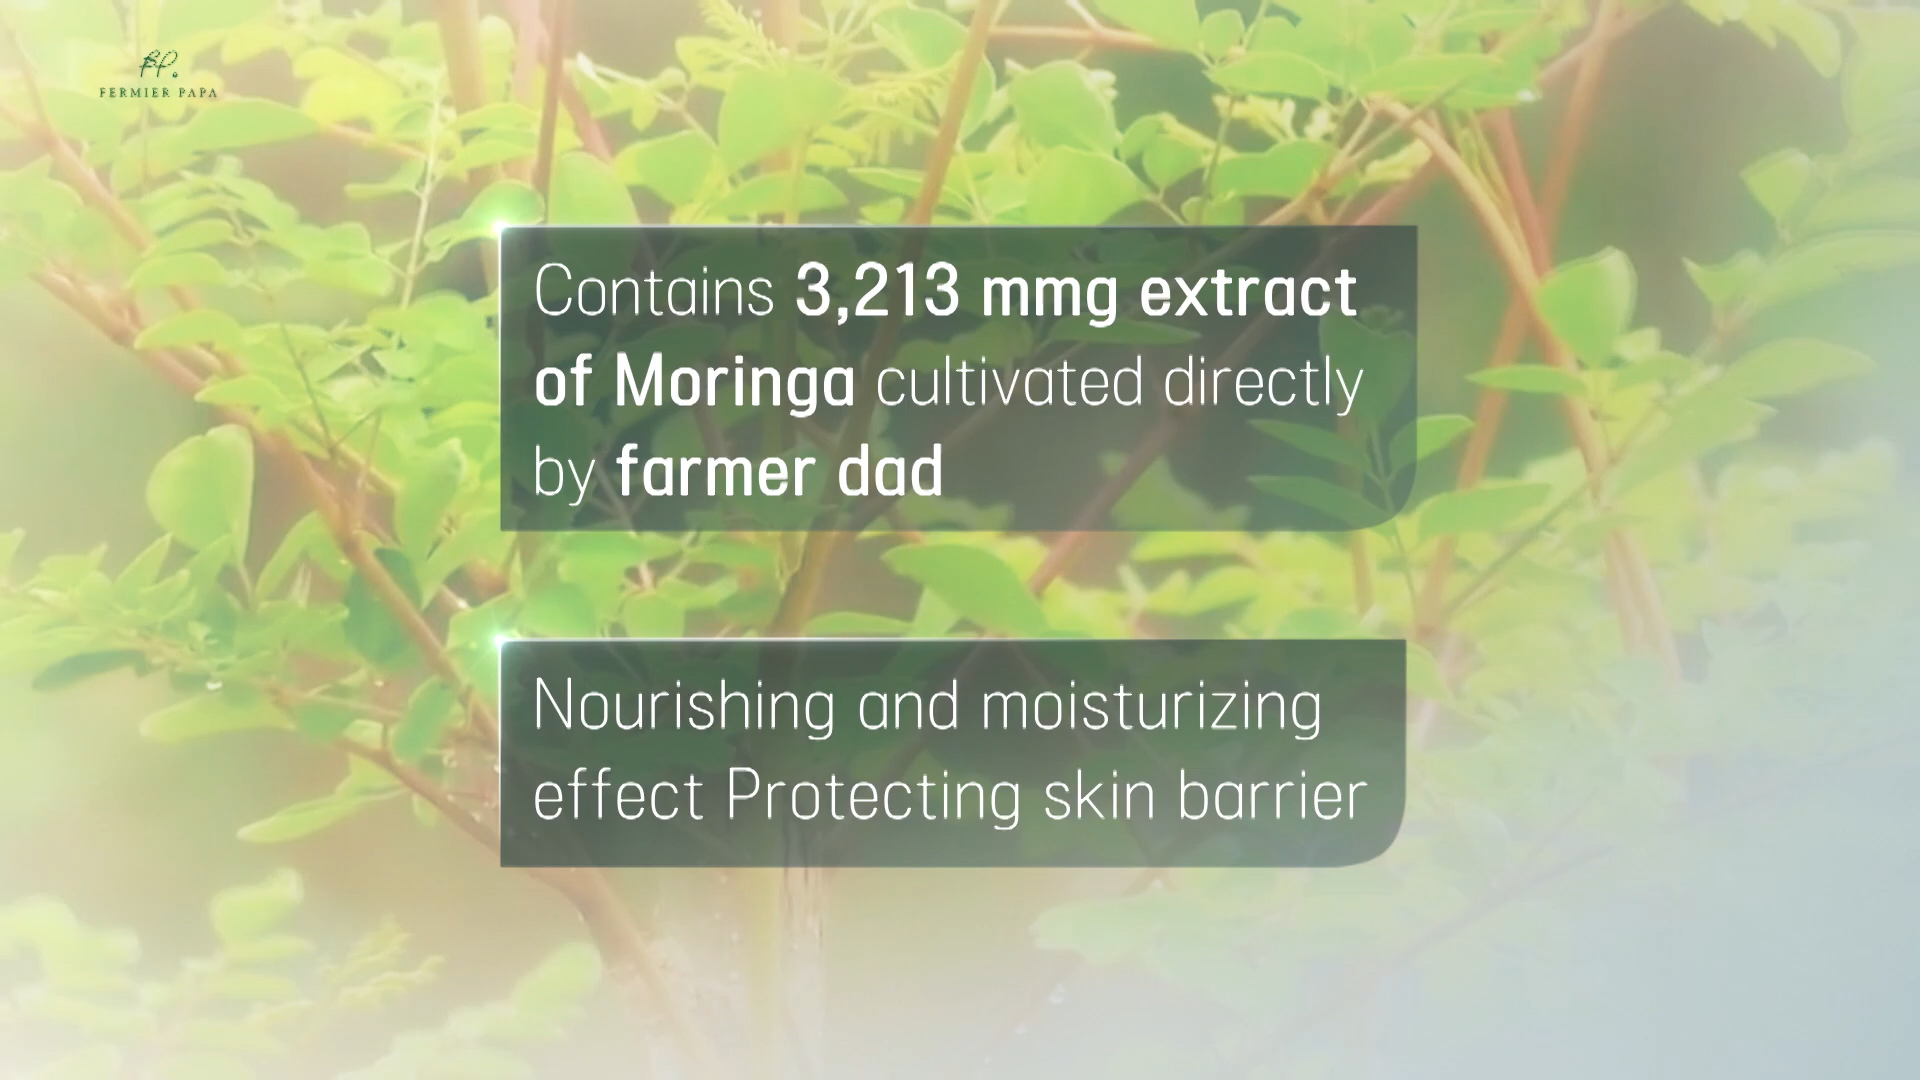 FP.
FERMIER PAPA
Contains 3,213 mmg extract
of Moringa cultivated directly
by farmer dad
Nourishing and moisturizing
effect Protecting skin barrier